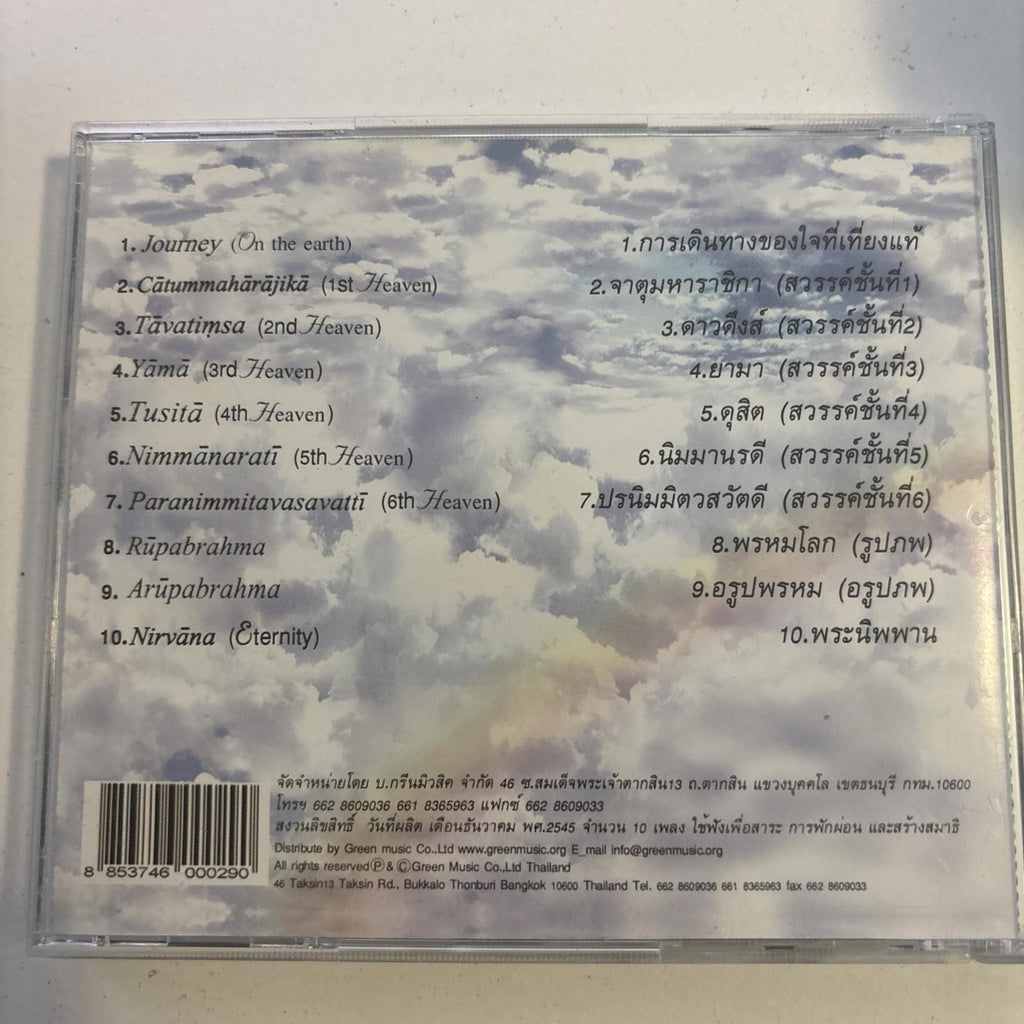 1. Journey (On the earth)
2. Cātummahārājikā (1st Heaven)
3. Tāvatiṃsa (2nd Heaven)
4. Yāmā (3rd Heaven)
5. Tusitā (4th Heaven)
6. Nimmānaratī (5th Heaven)
7. Paranimmitavasavattī (6th Heaven)
8. Rūpabrahma
9. Arūpabrahma
10. Nirvāna (Eternity)
1.การเดินทางของใจที่เที่ยงแท้
2.จาตุมหาราชิกา (สวรรค์ชั้นที่1)
3.ดาวดึงส์ (สวรรค์ชั้นที่2)
4.ยามา (สวรรค์ชั้นที่3)
5.ดุสิต (สวรรค์ชั้นที่4)
6.นิมมานรดี (สวรรค์ชั้นที่5)
7.ปรนิมมิตวสวัตดี (สวรรค์ชั้นที่6)
8.พรหมโลก (รูปภพ)
9.อรูปพรหม (อรูปภพ)
10.พระนิพพาน
จัดจำหน่ายโดย บ.กรีนมิวสิค จำกัด 46 ซ.สมเด็จพระเจ้าตากสิน13 ถ.ตากสิน แขวงบุคคโล เขตธนบุรี กทม.10600
โทรฯ 662 8609036 661 8365963 แฟกซ์ 662 8609033
สงวนลิขสิทธิ์ วันที่ผลิต เดือนธันวาคม พศ.2545 จำนวน 10 เพลง ใช้ฟังเพื่อสาระ การพักผ่อน และสร้างสมาธิ
Distribute by Green music Co.,Ltd www.greenmusic.org E_mail info@greenmusic.org
All rights reserved Ⓟ & ⒸGreen Music Co.,Ltd Thailand
46 Taksin13 Taksin Rd., Bukkalo Thonburi Bangkok 10600 Thailand Tel. 662 8609036 661 8365963 fax 662 8609033
8 853746 000290